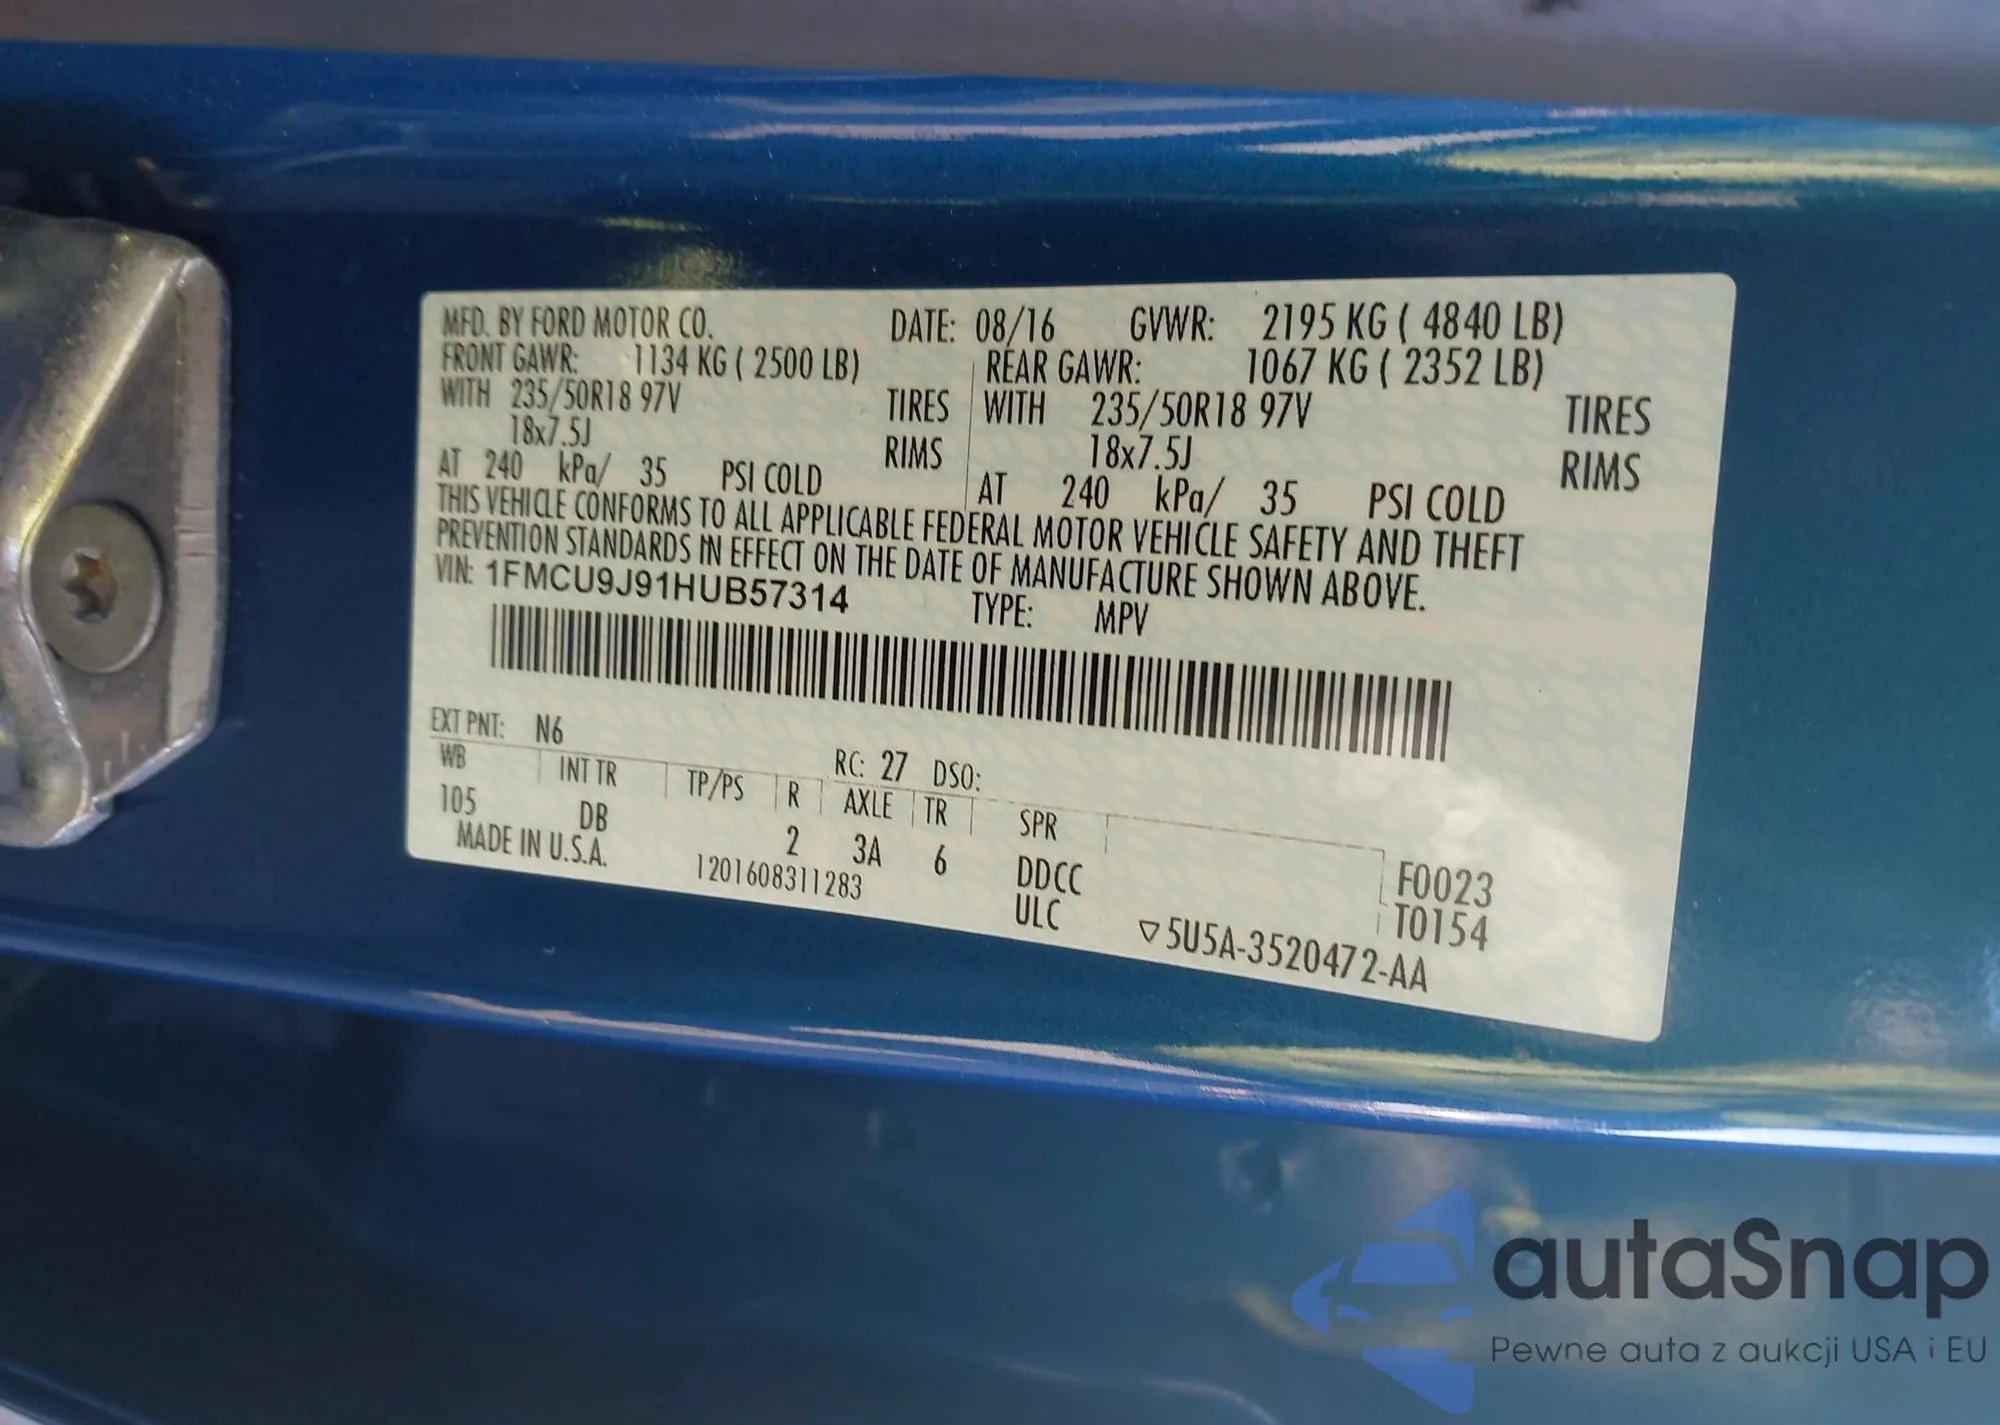 MFD. BY FORD MOTOR CO. DATE: 08/16 GVWR: 2195 KG ( 4840 LB)
FRONT GAWR: 1134 KG ( 2500 LB) REAR GAWR: 1067 KG ( 2352 LB)
WITH 235/50R18 97V TIRES WITH 235/50R18 97V TIRES
18x7.5J RIMS 18x7.5J RIMS
AT 240 kPa/ 35 PSI COLD AT 240 kPa/ 35 PSI COLD
THIS VEHICLE CONFORMS TO ALL APPLICABLE FEDERAL MOTOR VEHICLE SAFETY AND THEFT
PREVENTION STANDARDS IN EFFECT ON THE DATE OF MANUFACTURE SHOWN ABOVE.
VIN: 1FMCU9J91HUB57314 TYPE: MPV
EXT PNT: N6 RC: 27 DSO:
WB INT TR TP/PS R AXLE TR SPR
105 DB 2 3A 6 DDCC F0023
MADE IN U.S.A. 1201608311283 ULC T0154
▽5U5A-3520472-AA
autaSnap
Pewne auta z aukcji USA i EU